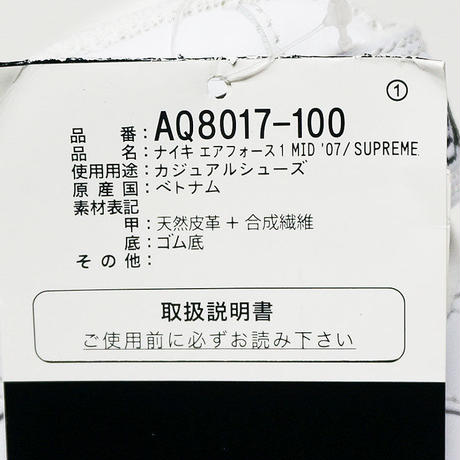 ①
品番：AQ8017-100
品名：ナイキ エアフォース1 MID '07/SUPREME
使用用途：カジュアルシューズ
原産国：ベトナム
素材表記
甲：天然皮革＋合成繊維
底：ゴム底
その他：
取扱説明書
ご使用前に必ずお読み下さい